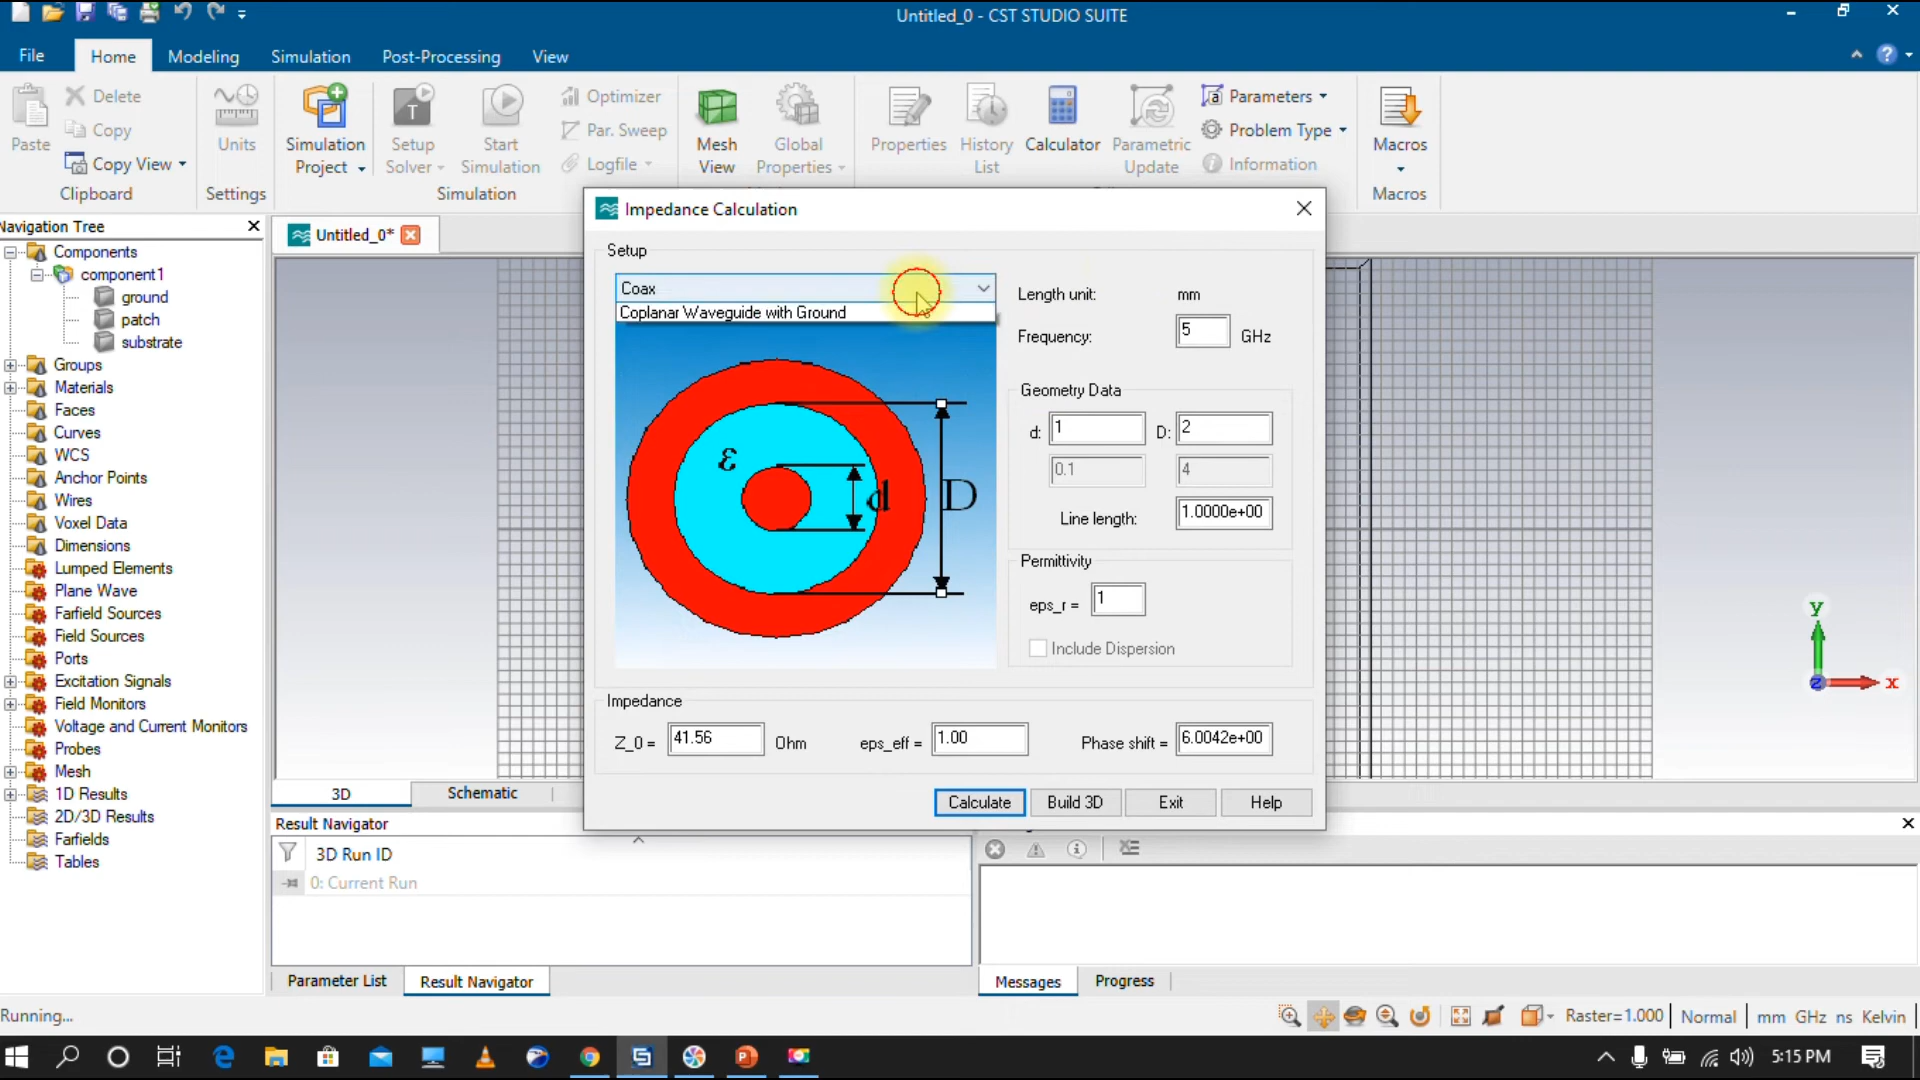 Untitled_0 - CST STUDIO SUITE
File Home Modeling Simulation Post-Processing View
Paste
Delete
Copy
Copy View
Clipboard
Units
Settings
Simulation
Project
Setup
Solver
Start
Simulation
Optimizer
Par. Sweep
Logfile
Simulation
Mesh
View
Global
Properties
Properties
History
List
Calculator
Parametric
Update
Parameters
Problem Type
Information
Macros
Macros
Navigation Tree
Components
component1
ground
patch
substrate
Groups
Materials
Faces
Curves
WCS
Anchor Points
Wires
Voxel Data
Dimensions
Lumped Elements
Plane Wave
Farfield Sources
Field Sources
Ports
Excitation Signals
Field Monitors
Voltage and Current Monitors
Probes
Mesh
1D Results
2D/3D Results
Farfields
Tables
Untitled_0*
Impedance Calculation
Setup
Coax
Coplanar Waveguide with Ground
ε
d
D
Length unit: mm
Frequency: 5 GHz
Geometry Data
d: 1 D: 2
0.1 4
Line length: 1.0000e+00
Permittivity
eps_r = 1
Include Dispersion
Impedance
Z_0 = 41.56 Ohm eps_eff = 1.00 Phase shift = 6.0042e+00
Calculate Build 3D Exit Help
y
z
x
3D Schematic
Result Navigator
3D Run ID
0: Current Run
Parameter List Result Navigator
Messages Progress
Running...
Raster=1.000 Normal mm GHz ns Kelvin
5:15 PM